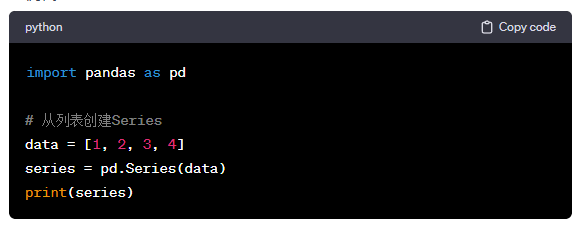 python Copy code
import pandas as pd
# 从列表创建Series
data = [1, 2, 3, 4]
series = pd.Series(data)
print(series)